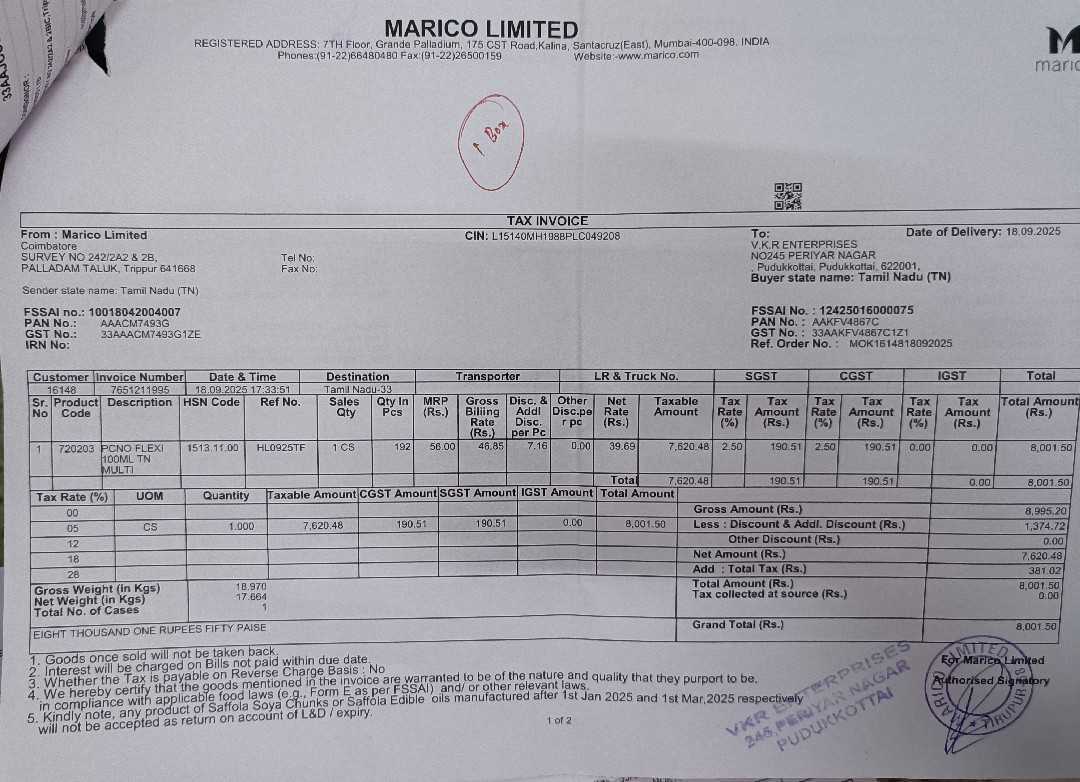 MARICO LIMITED
REGISTERED ADDRESS: 7TH Floor, Grande Palladium, 175 CST Road,Kalina, Santacruz(East), Mumbai-400-098, INDIA
Phones:(91-22)66480480 Fax:(91-22)26500159 Website:-www.marico.com
maric
1 Box
TAX INVOICE
CIN: L15140MH1988PLC049208
From : Marico Limited
Coimbatore
SURVEY NO 242/2A2 & 2B,
PALLADAM TALUK, Trippur 641668
Tel No:
Fax No:
Sender state name: Tamil Nadu (TN)
FSSAI no.: 10018042004007
PAN No.: AAACM7493G
GST No.: 33AAACM7493G1ZE
IRN No:
To: Date of Delivery: 18.09.2025
V.K.R ENTERPRISES
NO245 PERIYAR NAGAR
, Pudukkottai, Pudukkottai, 622001,
Buyer state name: Tamil Nadu (TN)
FSSAI No. : 12425016000075
PAN No. : AAKFV4867C
GST No. : 33AAKFV4867C1Z1
Ref. Order No. : MOK1614818092025
Customer Invoice Number Date & Time Destination Transporter LR & Truck No. SGST CGST IGST Total
16148 7651211995 18.09.2025 17:33:51 Tamil Nadu-33
Sr. No Product Code Description HSN Code Ref No. Sales Qty Qty In Pcs MRP (Rs.) Gross Billing Rate (Rs.) Disc. & Addl Disc. per Pc Other Disc.pe r pc Net Rate (Rs.) Taxable Amount Tax Rate (%) Tax Amount (Rs.) Tax Rate (%) Tax Amount (Rs.) Tax Rate (%) Tax Amount (Rs.) Total Amount (Rs.)
1 720203 PCNO FLEXI 100ML TN MULTI 1513.11.00 HL0925TF 1 CS 192 56.00 46.85 7.16 0.00 39.69 7,620.48 2.50 190.51 2.50 190.51 0.00 0.00 8,001.50
Total 7,620.48 190.51 190.51 0.00 8,001.50
Tax Rate (%) UOM Quantity Taxable Amount CGST Amount SGST Amount IGST Amount Total Amount
00
05 CS 1.000 7,620.48 190.51 190.51 0.00 8,001.50
12
18
28
Gross Amount (Rs.) 8,995.20
Less : Discount & Addl. Discount (Rs.) 1,374.72
Other Discount (Rs.) 0.00
Net Amount (Rs.) 7,620.48
Add : Total Tax (Rs.) 381.02
Total Amount (Rs.) 8,001.50
Tax collected at source (Rs.) 0.00
Grand Total (Rs.) 8,001.50
Gross Weight (in Kgs) 18.970
Net Weight (in Kgs) 17.664
Total No. of Cases 1
EIGHT THOUSAND ONE RUPEES FIFTY PAISE
1. Goods once sold will not be taken back.
2. Interest will be charged on Bills not paid within due date.
3. Whether the Tax is payable on Reverse Charge Basis : No
4. We hereby certify that the goods mentioned in the invoice are warranted to be of the nature and quality that they purport to be,
in compliance with applicable food laws (e.g., Form E as per FSSAI) and/ or other relevant laws.
5. Kindly note, any product of Saffola Soya Chunks or Saffola Edible oils manufactured after 1st Jan 2025 and 1st Mar,2025 respectively
will not be accepted as return on account of L&D / expiry.
1 of 2
For Marico Limited
Authorised Signatory
VKR ENTERPRISES
245, PERIYAR NAGAR
PUDUKKOTTAI
LIMITED
TIRUPUR